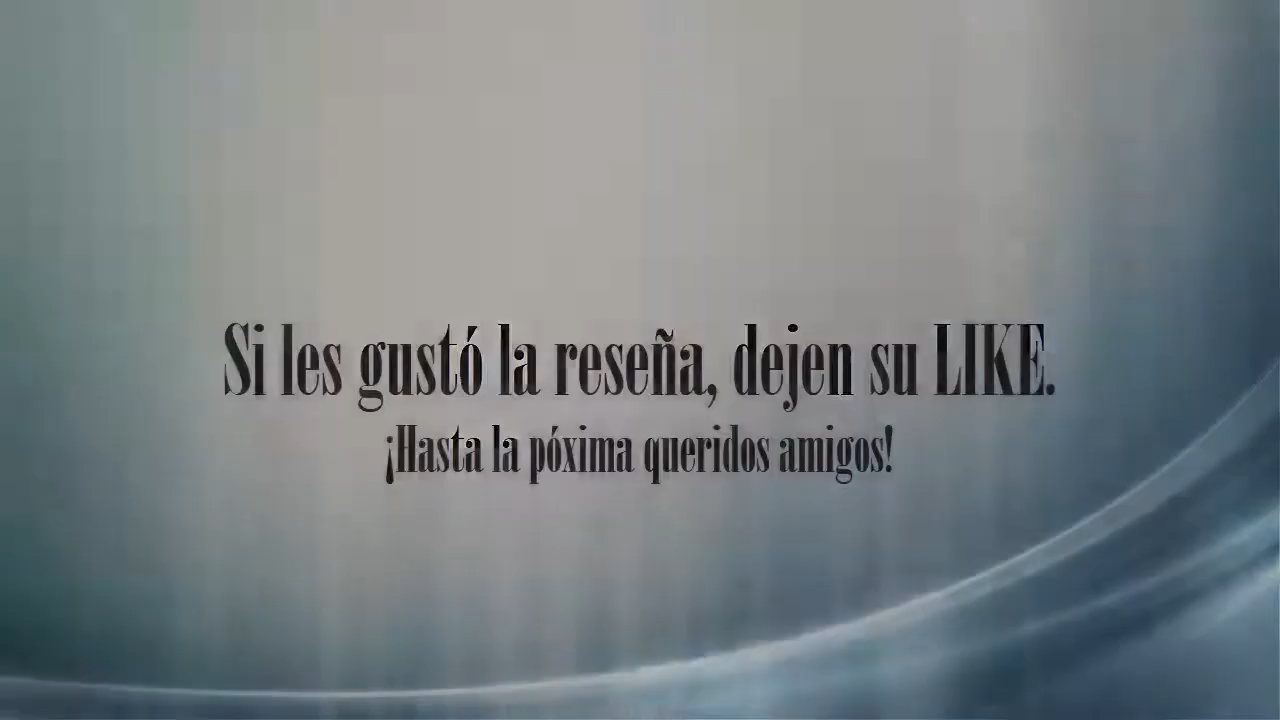 Si les gustó la reseña, dejen su LIKE.
¡Hasta la póxima queridos amigos!